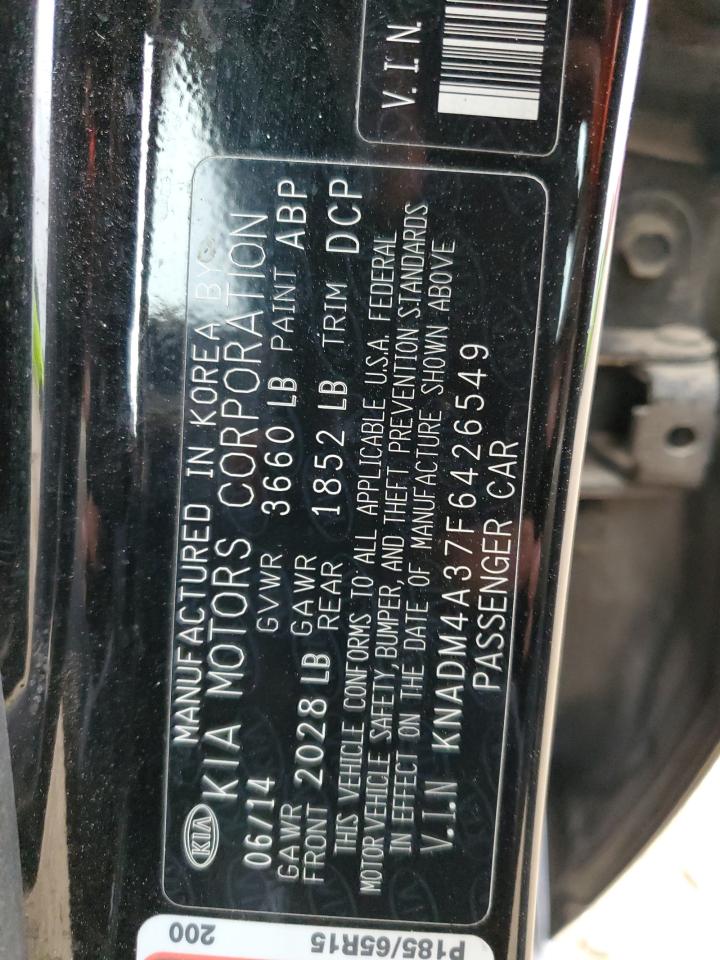 V.I.N.
MANUFACTURED IN KOREA BY
KIA MOTORS CORPORATION
KIA
06/14 GVWR 3660 LB PAINT ABP
GAWR FRONT 2028 LB GAWR REAR 1852 LB TRIM DCP
THIS VEHICLE CONFORMS TO ALL APPLICABLE U.S.A. FEDERAL
MOTOR VEHICLE SAFETY, BUMPER, AND THEFT PREVENTION STANDARDS
IN EFFECT ON THE DATE OF MANUFACTURE SHOWN ABOVE
V.I.N KNADM4A37F6426549
PASSENGER CAR
P185/65R15
200